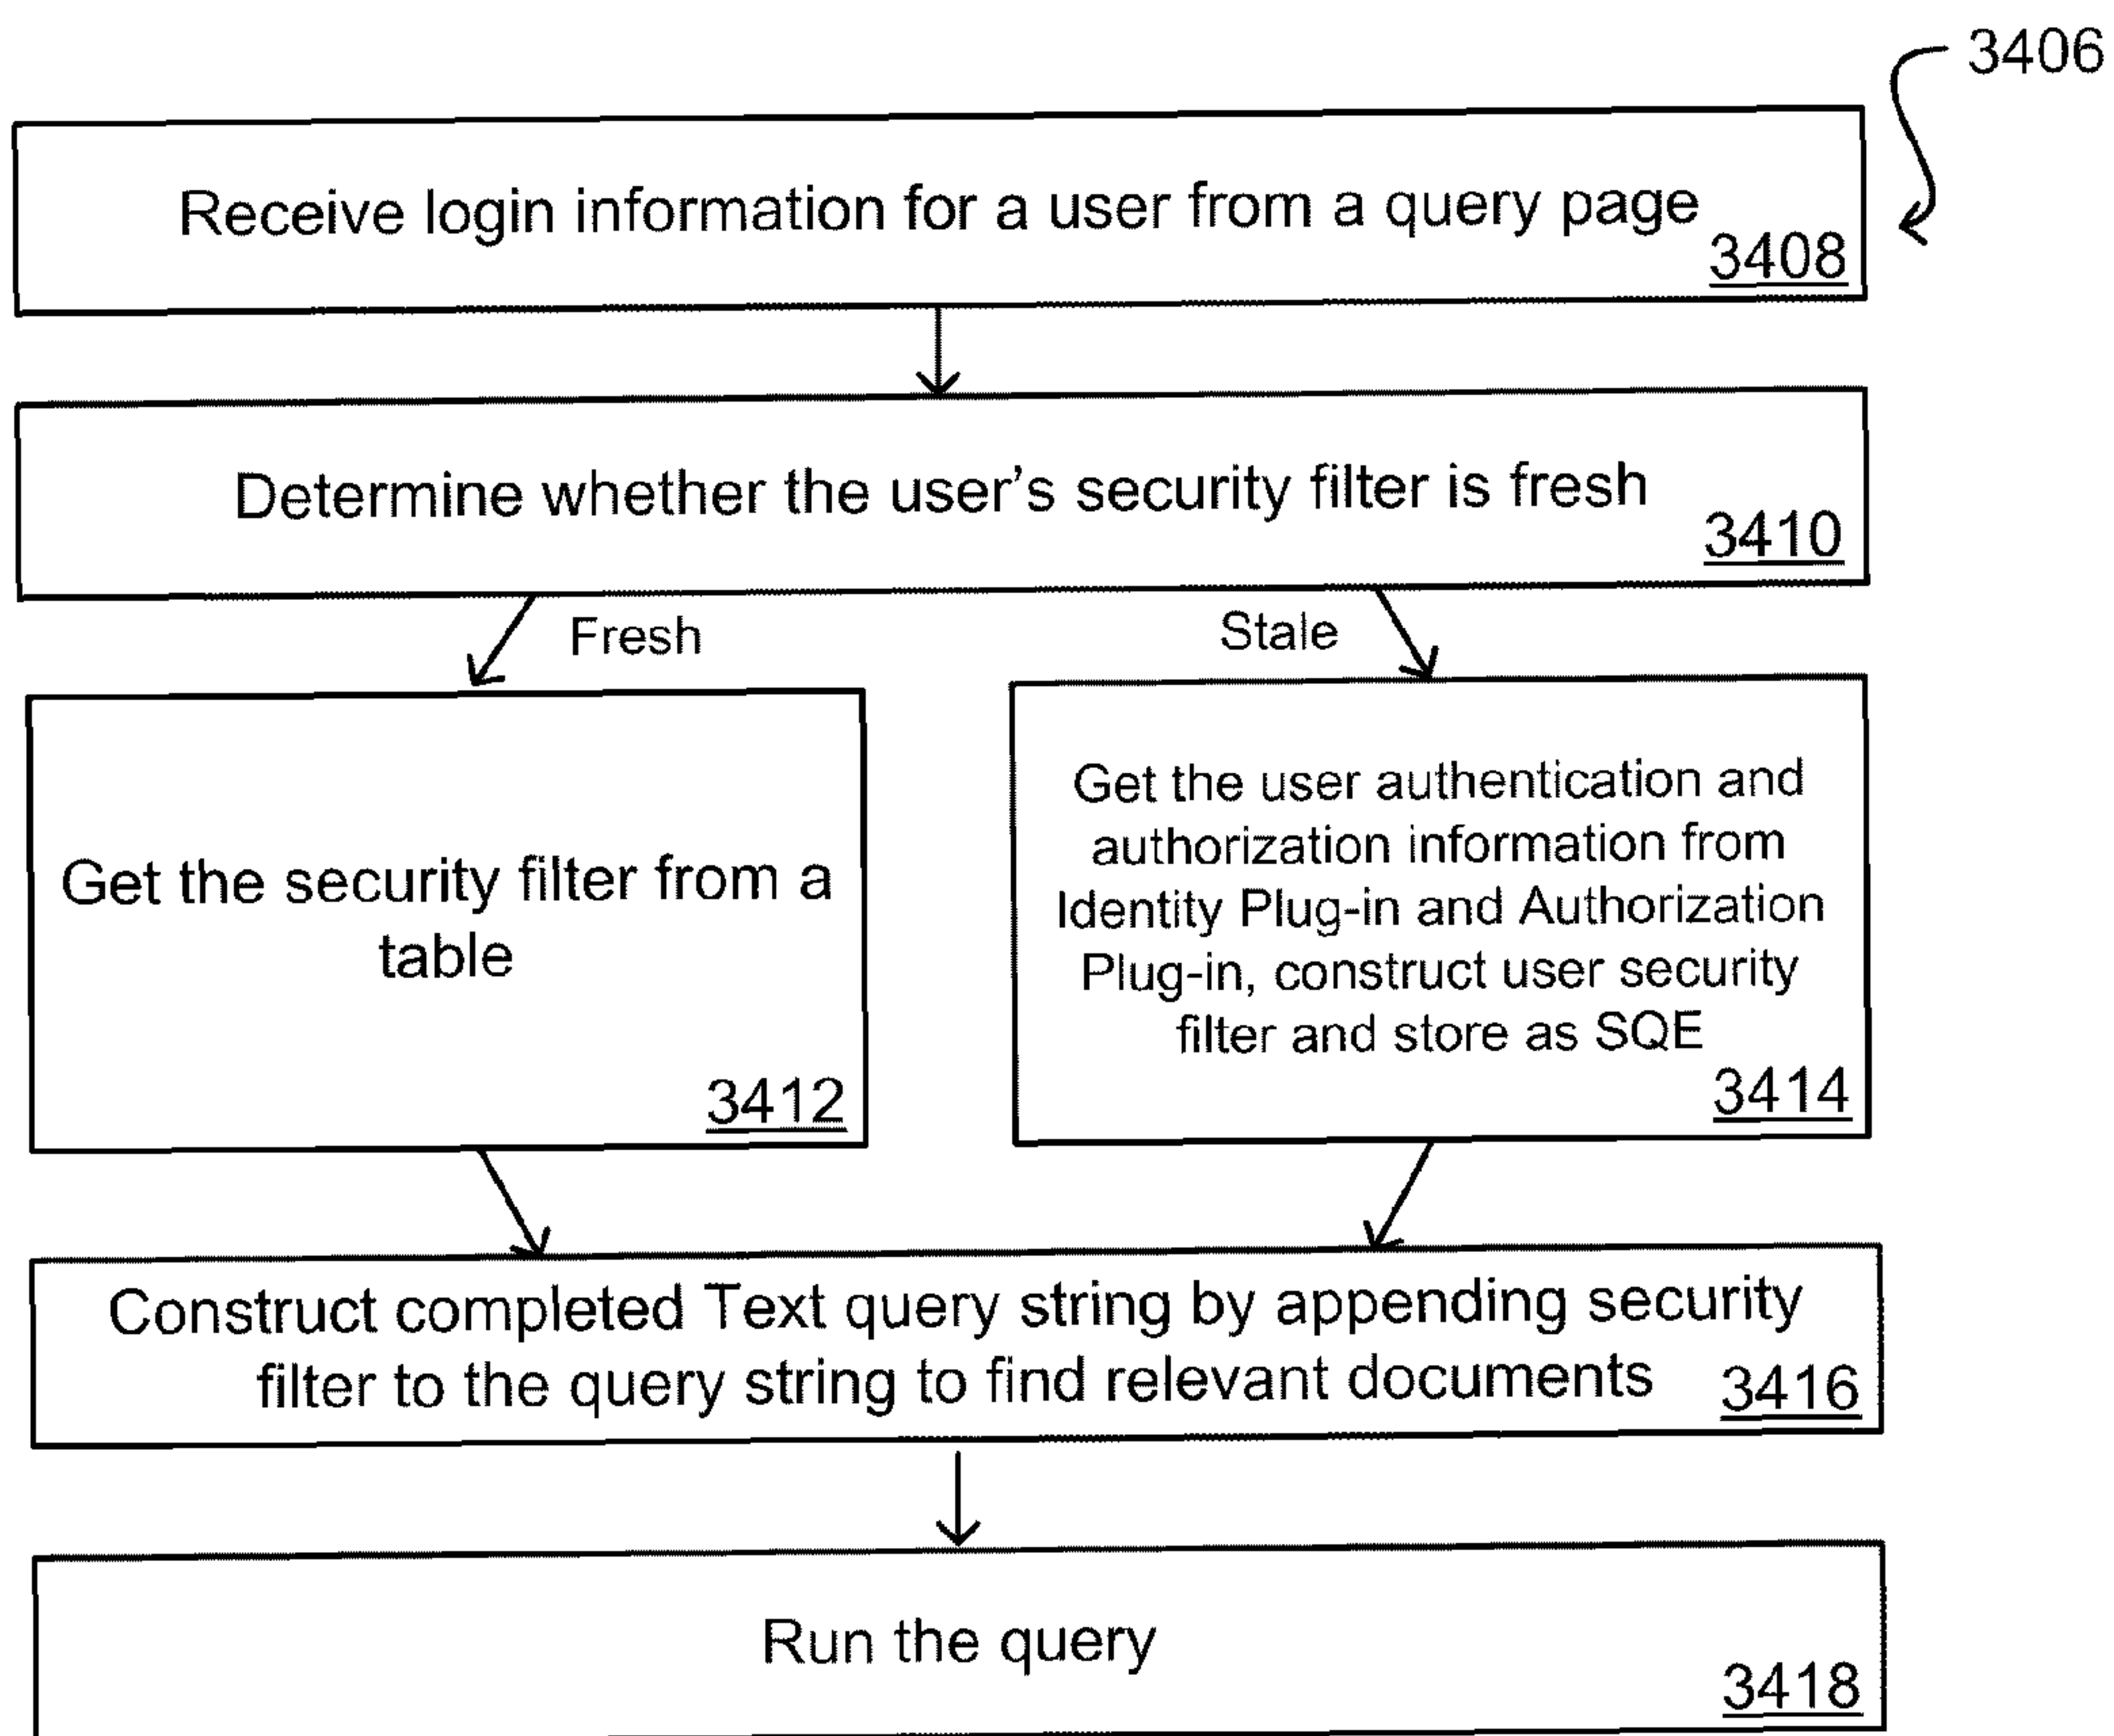 3406
Receive login information for a user from a query page
3408
Determine whether the user's security filter is fresh
3410
Fresh
Stale
Get the security filter from a
table
3412
Get the user authentication and
authorization information from
Identity Plug-in and Authorization
Plug-in, construct user security
filter and store as SQE
3414
Construct completed Text query string by appending security
filter to the query string to find relevant documents
3416
Run the query
3418